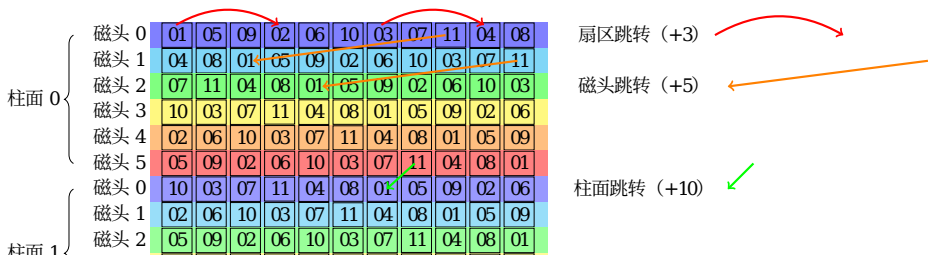 磁头 0 01 05 09 02 06 10 03 07 11 04 08 扇区跳转（+3）
磁头 1 04 08 01 05 09 02 06 10 03 07 11
磁头 2 07 11 04 08 01 05 09 02 06 10 03 磁头跳转（+5）
柱面 0
磁头 3 10 03 07 11 04 08 01 05 09 02 06
磁头 4 02 06 10 03 07 11 04 08 01 05 09
磁头 5 05 09 02 06 10 03 07 11 04 08 01
磁头 0 10 03 07 11 04 08 01 05 09 02 06 柱面跳转（+10）
磁头 1 02 06 10 03 07 11 04 08 01 05 09
磁头 2 05 09 02 06 10 03 07 11 04 08 01
柱面 1